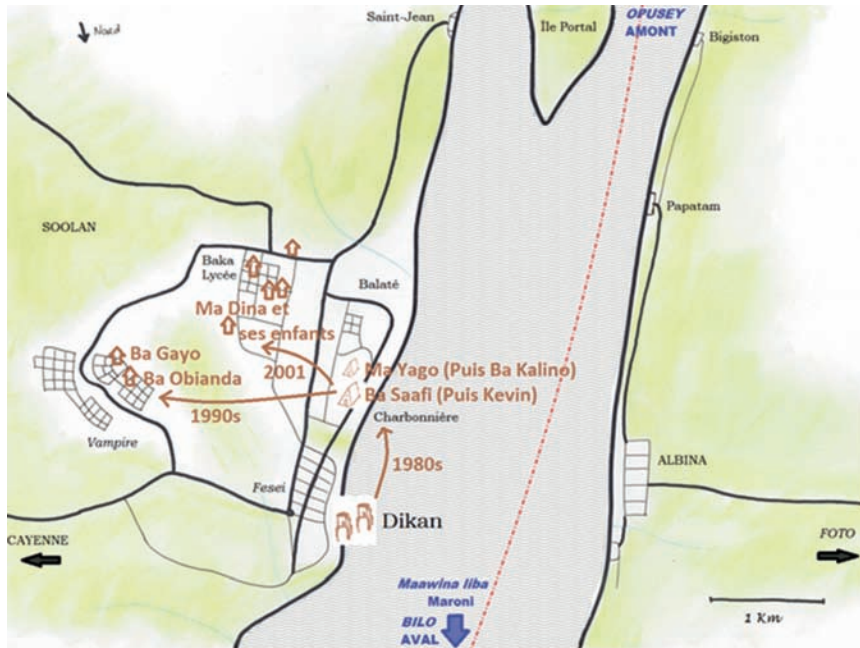 Nord
Saint-Jean
Île Portal
OPUSEY
AMONT
Bigiston
SOOLAN
Papatam
Baka
Lycée
Balaté
Ma Dina et
ses enfants
Ba Gayo
Ba Obianda
2001
Ma Yago (Puis Ba Kalino)
Ba Saafi (Puis Kevin)
1990s
Charbonnière
Vampire
1980s
ALBINA
Fesei
Dikan
CAYENNE
FOTO
Maawina liba
Maroni
BILO
AVAL
1 Km